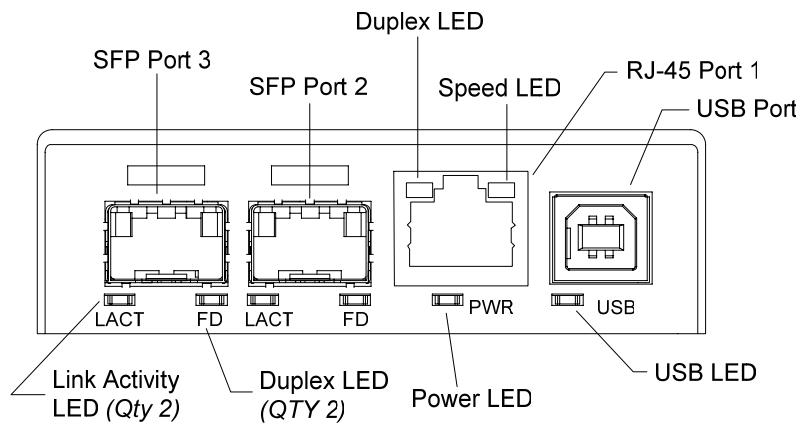 Duplex LED
SFP Port 3
SFP Port 2
Speed LED
RJ-45 Port 1
USB Port
LACT
FD
LACT
FD
PWR
USB
Link Activity
LED (Qty 2)
Duplex LED
(QTY 2)
Power LED
USB LED